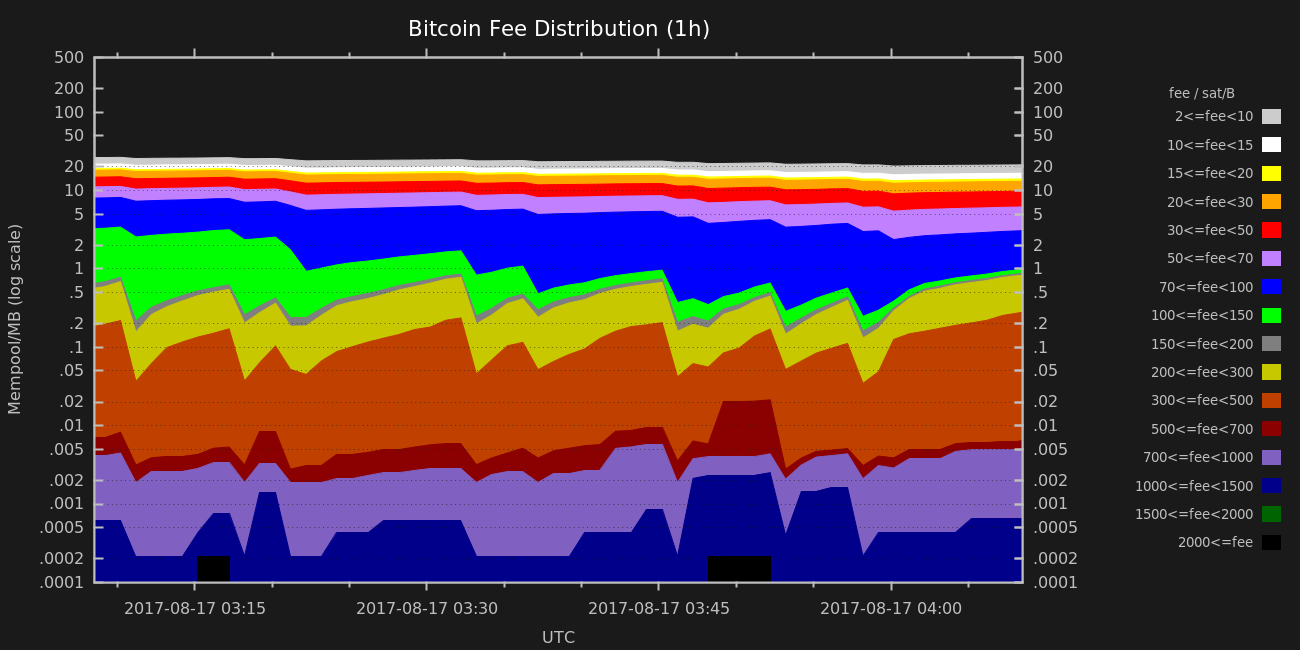 Bitcoin Fee Distribution (1h)
500 500
200 200
100 100
50 50
20 20
10 10
5 5
2 2
1 1
.5 .5
.2 .2
.1 .1
.05 .05
.02 .02
.01 .01
.005 .005
.002 .002
.001 .001
.0005 .0005
.0002 .0002
.0001 .0001
Mempool/MB (log scale)
2017-08-17 03:15 2017-08-17 03:30 2017-08-17 03:45 2017-08-17 04:00
UTC
fee / sat/B
2<=fee<10
10<=fee<15
15<=fee<20
20<=fee<30
30<=fee<50
50<=fee<70
70<=fee<100
100<=fee<150
150<=fee<200
200<=fee<300
300<=fee<500
500<=fee<700
700<=fee<1000
1000<=fee<1500
1500<=fee<2000
2000<=fee